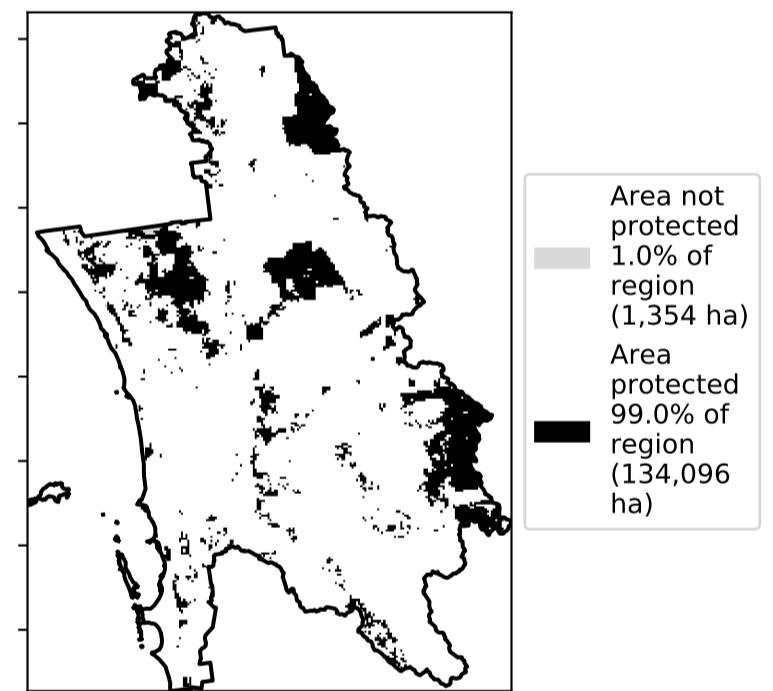 Area not
protected
1.0% of
region
(1,354 ha)
Area
protected
99.0% of
region
(134,096
ha)